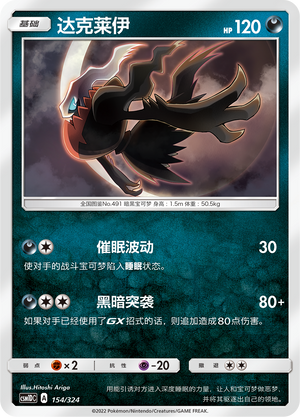 基础
达克莱伊
HP 120
全国图鉴No.491 暗黑宝可梦 身高：1.5m 体重：50.5kg
催眠波动 30
使对手的战斗宝可梦陷入睡眠状态。
黑暗突袭 80+
如果对手已经使用了GX招式的话，则追加造成80点伤害。
Illus.Hitoshi Ariga
弱点 ×2 抗性 -20 撤退
CSM1DC A 154/324
用能引诱对方进入深度睡眠的力量，让人和宝可梦做恶梦，
并将其驱逐出自己的领地。
©2022 Pokémon/Nintendo/Creatures/GAME FREAK.